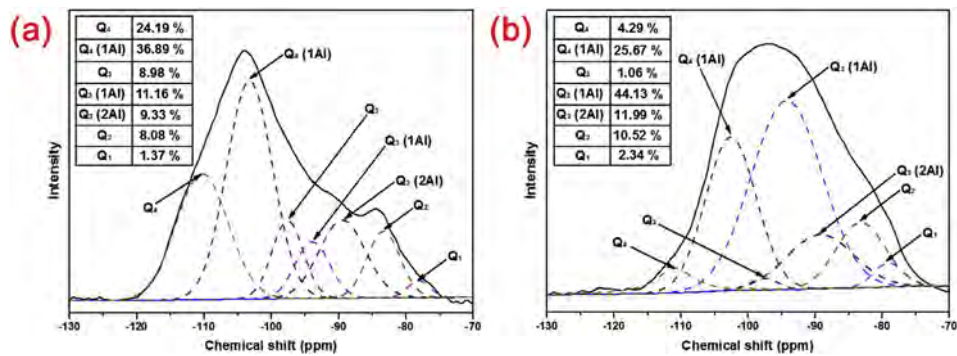 (a)
Q₄ 24.19 %
Q₄ (1Al) 36.89 %
Q₃ 8.98 %
Q₃ (1Al) 11.16 %
Q₃ (2Al) 9.33 %
Q₂ 8.08 %
Q₁ 1.37 %
Q₄ (1Al)
Q₃
Q₃ (1Al)
Q₃ (2Al)
Q₄
Q₂
Q₁
Intensity
-130 -120 -110 -100 -90 -80 -70
Chemical shift (ppm)
(b)
Q₄ 4.29 %
Q₄ (1Al) 25.67 %
Q₃ 1.06 %
Q₃ (1Al) 44.13 %
Q₃ (2Al) 11.99 %
Q₂ 10.52 %
Q₁ 2.34 %
Q₄ (1Al)
Q₃ (1Al)
Q₃ (2Al)
Q₂
Q₃
Q₄
Q₁
Intensity
-130 -120 -110 -100 -90 -80 -70
Chemical shift (ppm)